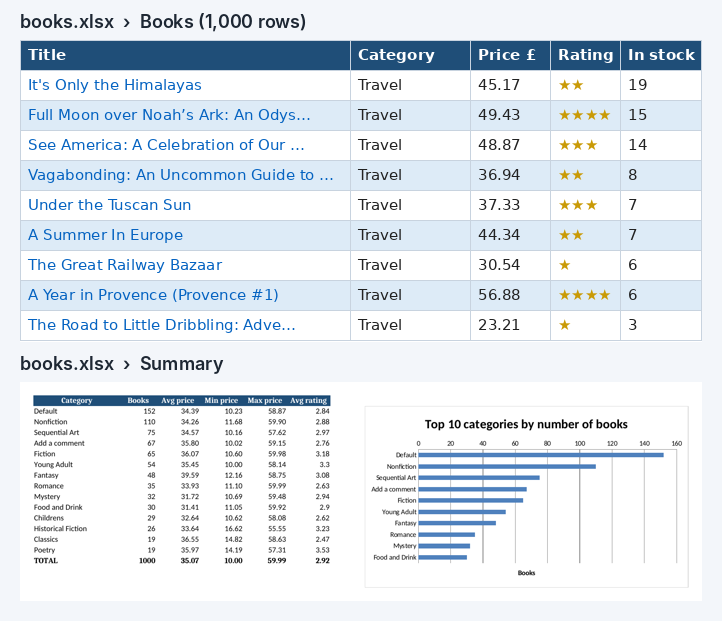 books.xlsx › Books (1,000 rows)
Title Category Price £ Rating In stock
It's Only the Himalayas Travel 45.17 ★★ 19
Full Moon over Noah’s Ark: An Odys... Travel 49.43 ★★★★ 15
See America: A Celebration of Our ... Travel 48.87 ★★★ 14
Vagabonding: An Uncommon Guide to ... Travel 36.94 ★★ 8
Under the Tuscan Sun Travel 37.33 ★★★ 7
A Summer In Europe Travel 44.34 ★★ 7
The Great Railway Bazaar Travel 30.54 ★ 6
A Year in Provence (Provence #1) Travel 56.88 ★★★★ 6
The Road to Little Dribbling: Adve... Travel 23.21 ★ 3
books.xlsx › Summary
Category Books Avg price Min price Max price Avg rating
Default 152 34.39 10.23 58.87 2.84
Nonfiction 110 34.26 11.68 59.90 2.88
Sequential Art 75 34.57 10.16 57.62 2.97
Add a comment 67 35.80 10.02 59.15 2.76
Fiction 65 36.07 10.60 59.98 3.18
Young Adult 54 35.45 10.00 58.14 3.3
Fantasy 48 39.59 12.16 58.75 3.08
Romance 35 33.93 11.10 59.99 2.63
Mystery 32 31.72 10.69 59.48 2.94
Food and Drink 30 31.41 11.05 59.92 2.9
Childrens 29 32.64 10.62 58.08 2.62
Historical Fiction 26 33.64 16.62 55.55 3.23
Classics 19 36.55 14.82 58.63 2.47
Poetry 19 35.97 14.19 57.31 3.53
TOTAL 1000 35.07 10.00 59.99 2.92
Top 10 categories by number of books
0 20 40 60 80 100 120 140 160
Default
Nonfiction
Sequential Art
Add a comment
Fiction
Young Adult
Fantasy
Romance
Mystery
Food and Drink
Books